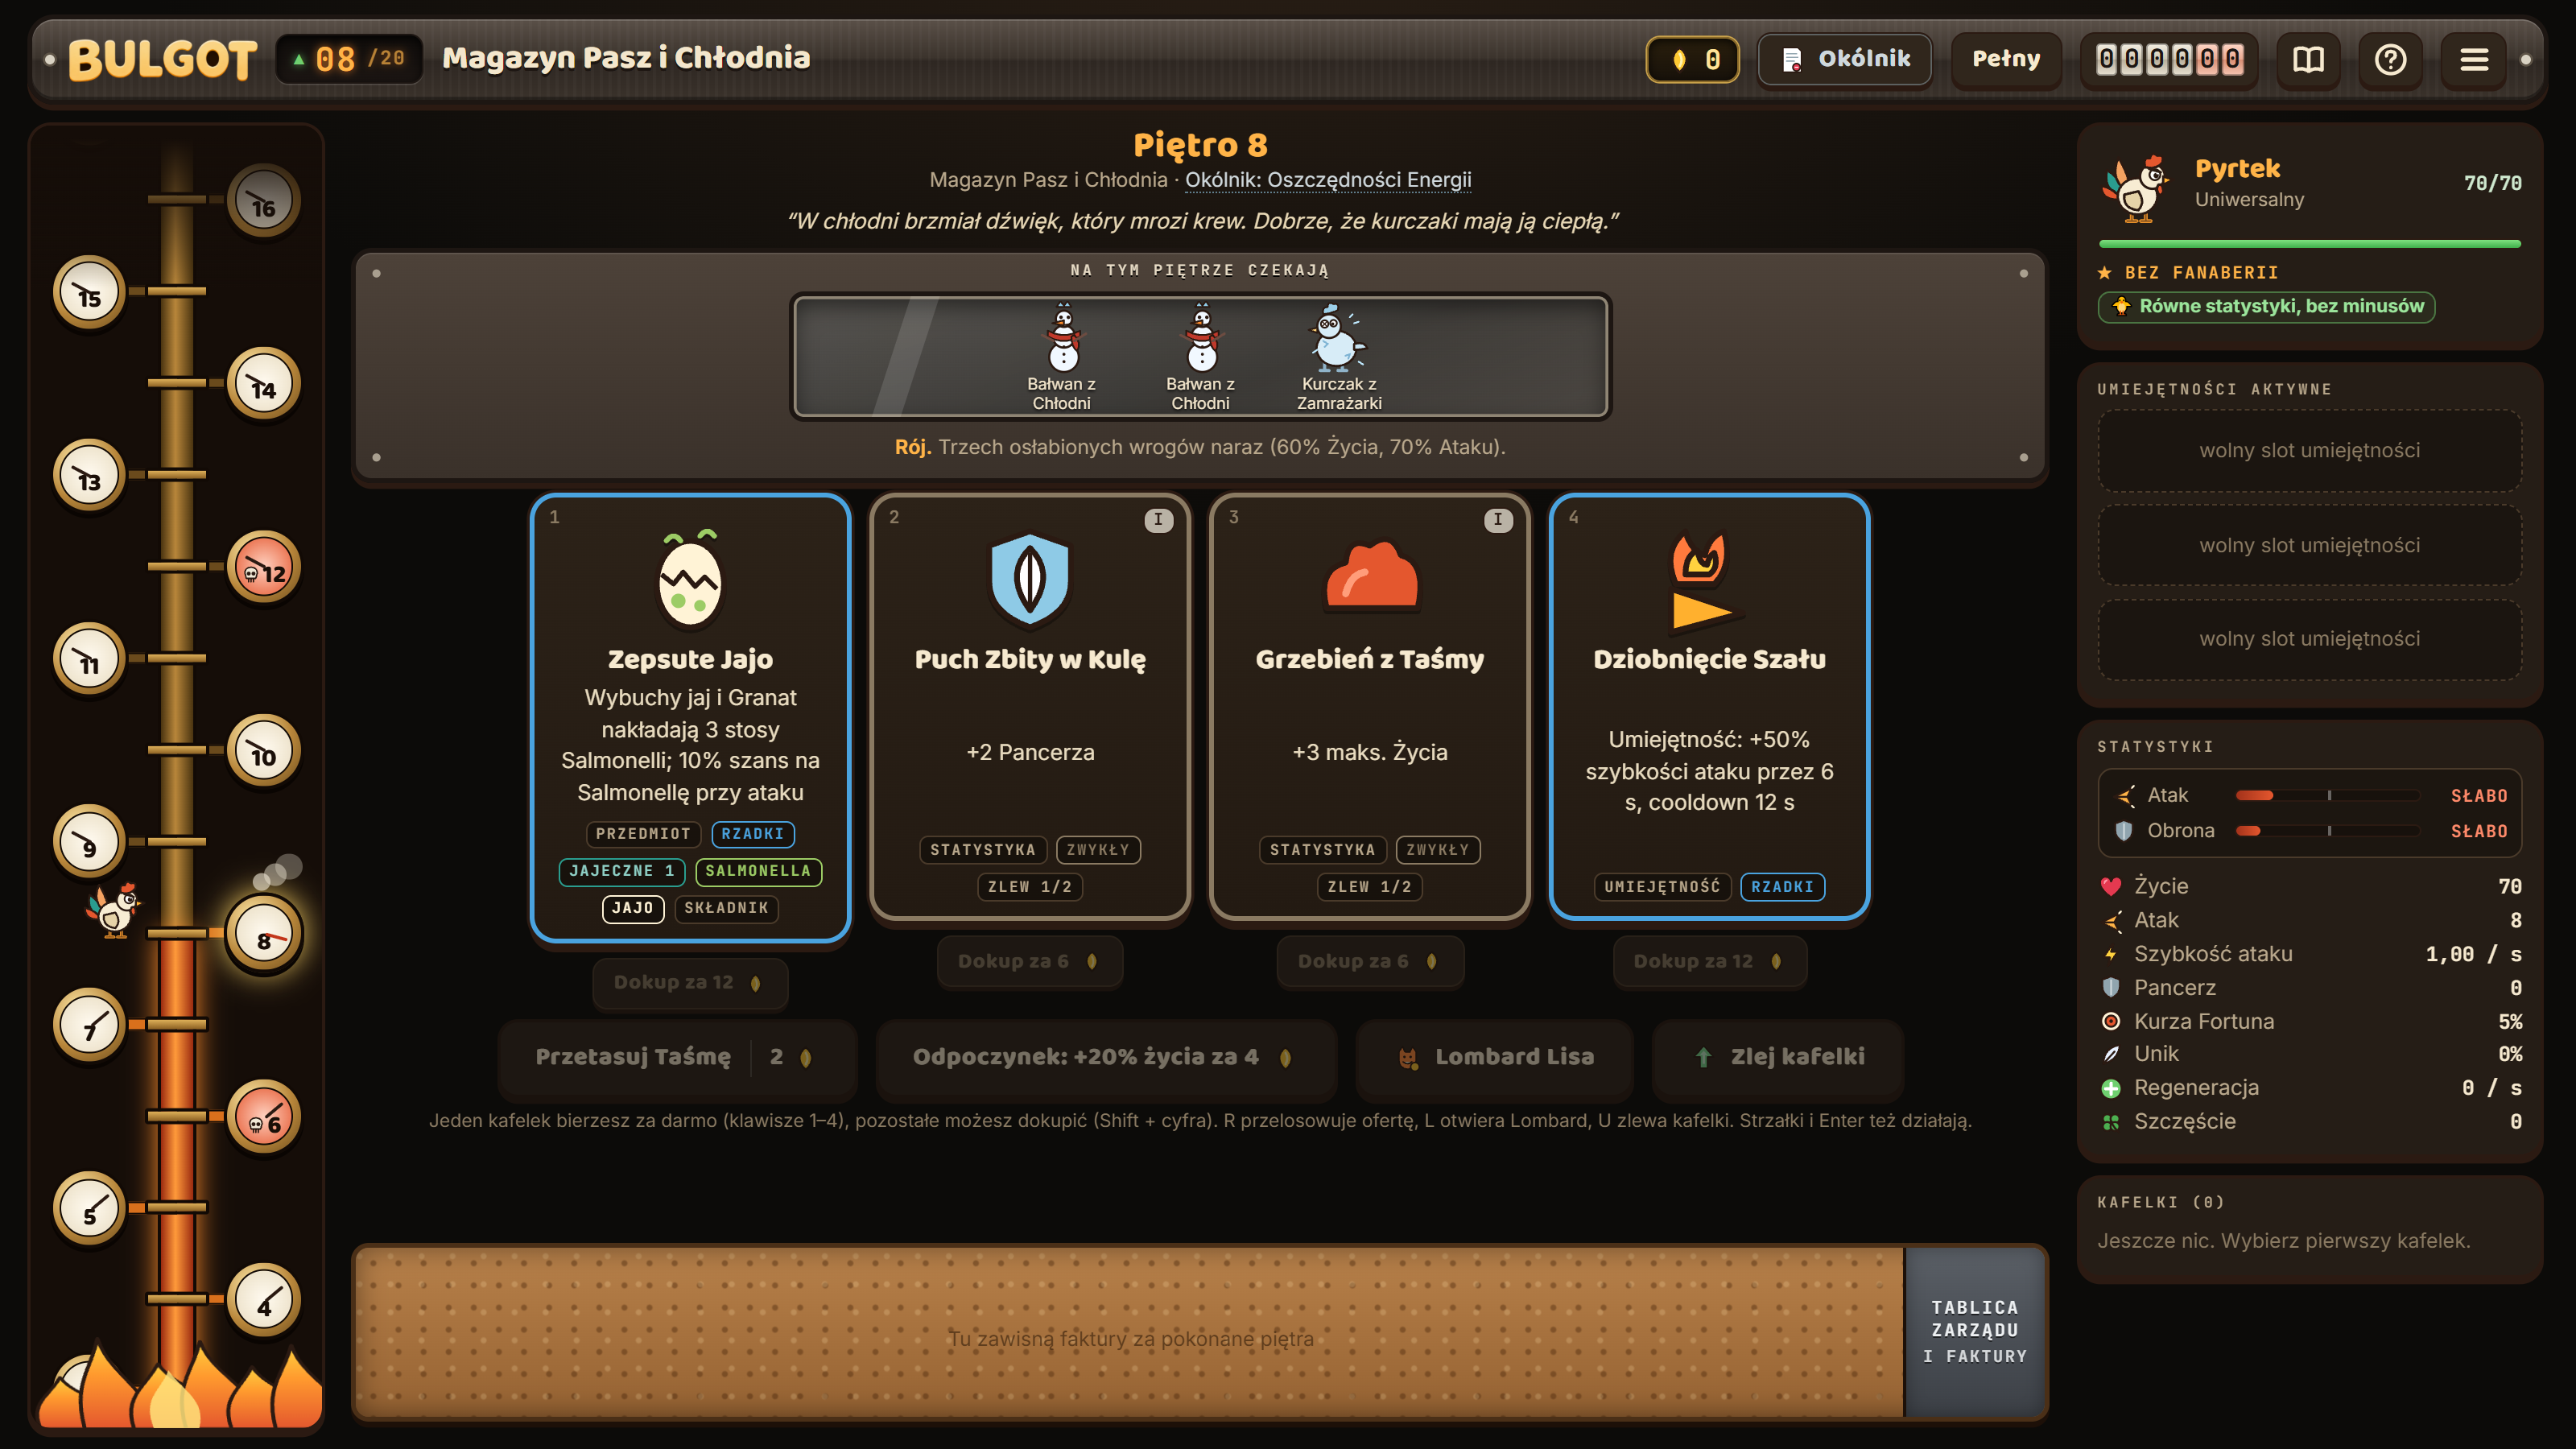 BULGOT
▲ 08 /20
Magazyn Pasz i Chłodnia
0
Okólnik
Pełny
000000
16
15
14
13
12
11
10
9
8
7
6
5
4
Piętro 8
Magazyn Pasz i Chłodnia · Okólnik: Oszczędności Energii
“W chłodni brzmiał dźwięk, który mrozi krew. Dobrze, że kurczaki mają ją ciepłą.”
NA TYM PIĘTRZE CZEKAJĄ
Bałwan z Chłodni
Bałwan z Chłodni
Kurczak z Zamrażarki
Rój. Trzech osłabionych wrogów naraz (60% Życia, 70% Ataku).
1
Zepsute Jajo
Wybuchy jaj i Granat
nakładają 3 stosy
Salmonelli; 10% szans na
Salmonellę przy ataku
PRZEDMIOT RZADKI
JAJECZNE 1 SALMONELLA
JAJO SKŁADNIK
Dokup za 12
2
I
Puch Zbity w Kulę
+2 Pancerza
STATYSTYKA ZWYKŁY
ZLEW 1/2
Dokup za 6
3
I
Grzebień z Taśmy
+3 maks. Życia
STATYSTYKA ZWYKŁY
ZLEW 1/2
Dokup za 6
4
Dziobnięcie Szału
Umiejętność: +50%
szybkości ataku przez 6
s, cooldown 12 s
UMIEJĘTNOŚĆ RZADKI
Dokup za 12
Przetasuj Taśmę 2
Odpoczynek: +20% życia za 4
Lombard Lisa
Zlej kafelki
Jeden kafelek bierzesz za darmo (klawisze 1–4), pozostałe możesz dokupić (Shift + cyfra). R przelosowuje ofertę, L otwiera Lombard, U zlewa kafelki. Strzałki i Enter też działają.
Tu zawisną faktury za pokonane piętra
TABLICA
ZARZĄDU
I FAKTURY
Pyrtek
Uniwersalny
70/70
★ BEZ FANABERII
Równe statystyki, bez minusów
UMIEJĘTNOŚCI AKTYWNE
wolny slot umiejętności
wolny slot umiejętności
wolny slot umiejętności
STATYSTYKI
Atak SŁABO
Obrona SŁABO
Życie 70
Atak 8
Szybkość ataku 1,00 / s
Pancerz 0
Kurza Fortuna 5%
Unik 0%
Regeneracja 0 / s
Szczęście 0
KAFELKI (0)
Jeszcze nic. Wybierz pierwszy kafelek.